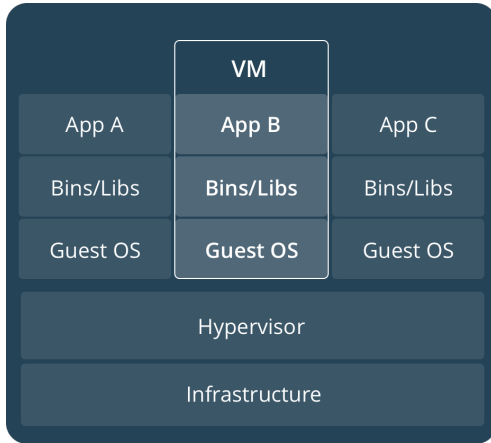 VM
App A App B App C
Bins/Libs Bins/Libs Bins/Libs
Guest OS Guest OS Guest OS
Hypervisor
Infrastructure